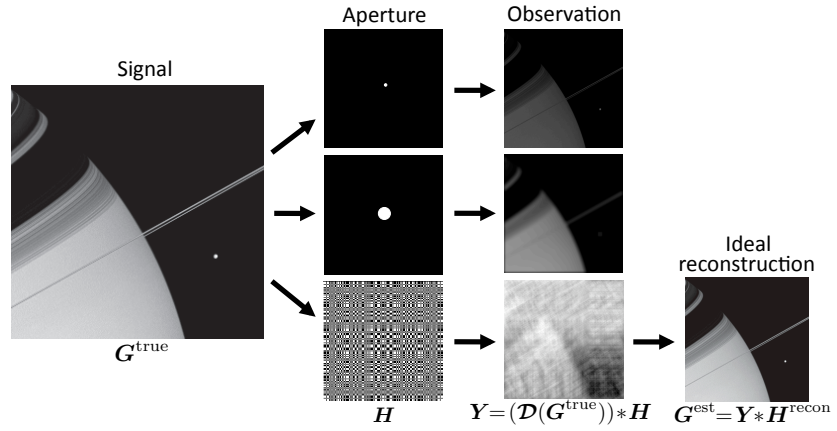 Aperture
Observation
Signal
Ideal
reconstruction
G^true
H
Y=(D(G^true))*H
G^est=Y*H^recon